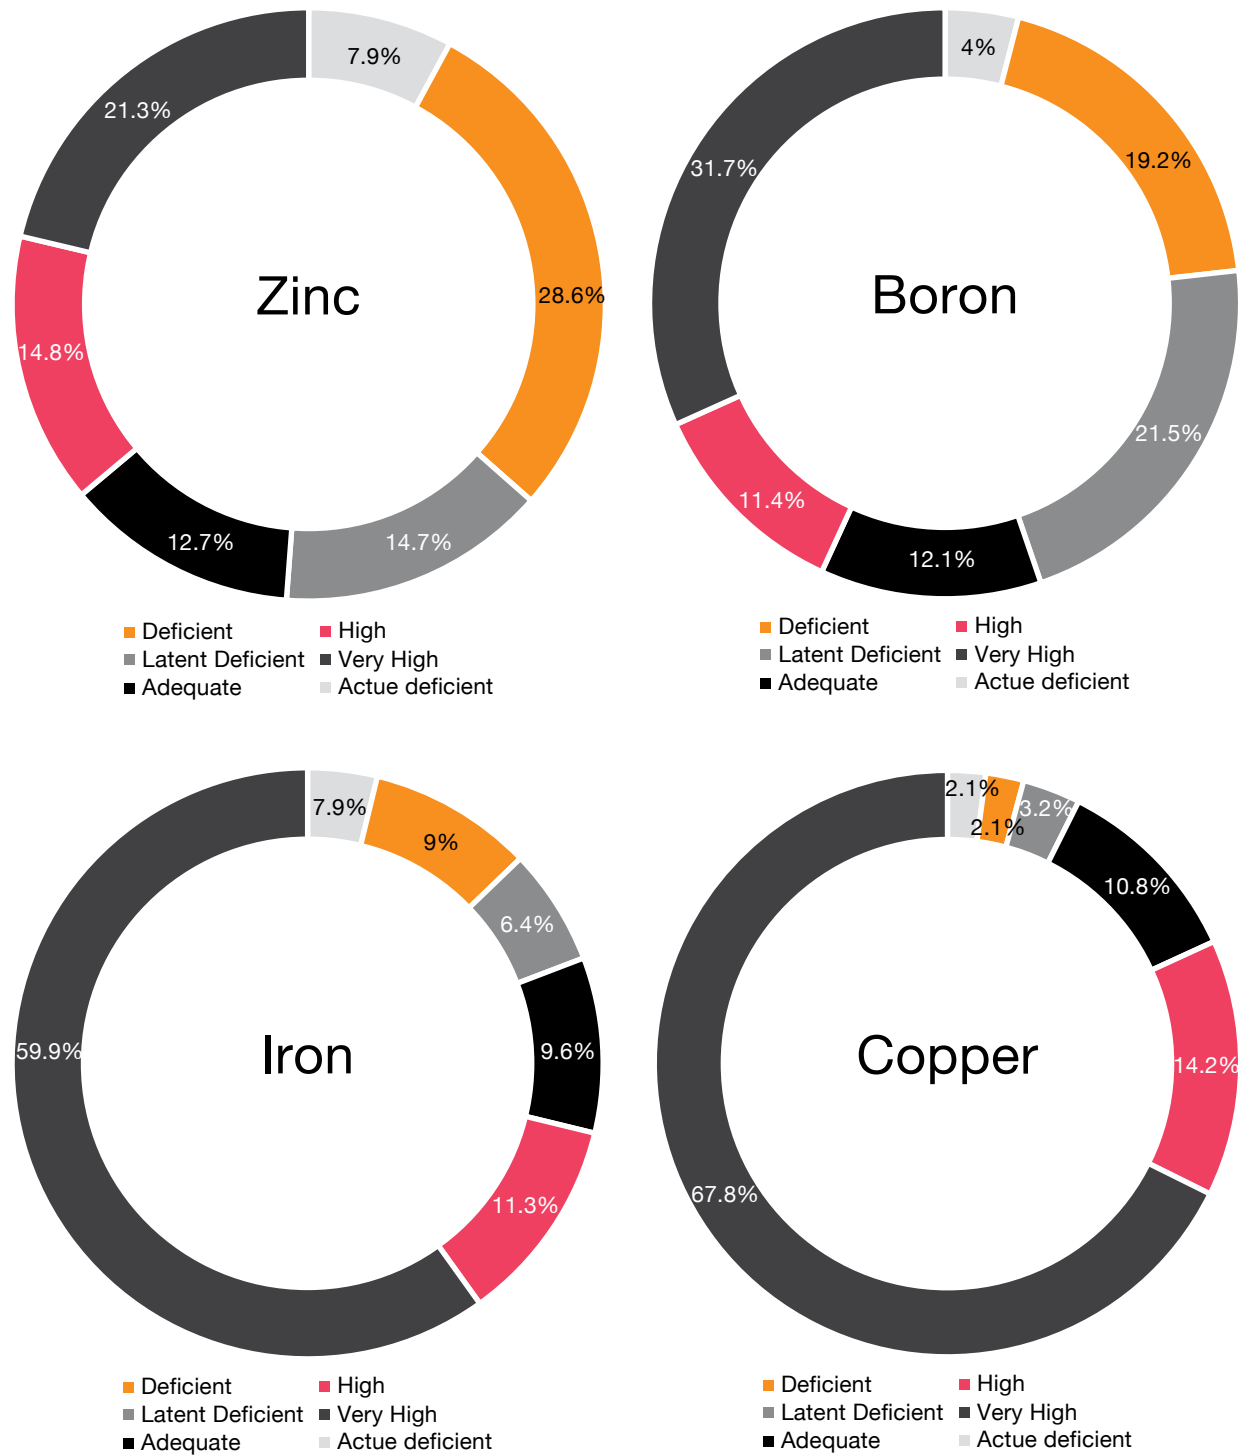 7.9%
28.6%
14.7%
12.7%
14.8%
21.3%
Zinc
Deficient High
Latent Deficient Very High
Adequate Actue deficient
4%
19.2%
21.5%
12.1%
11.4%
31.7%
Boron
Deficient High
Latent Deficient Very High
Adequate Actue deficient
7.9%
9%
6.4%
9.6%
11.3%
59.9%
Iron
Deficient High
Latent Deficient Very High
Adequate Actue deficient
2.1%
2.1%
3.2%
10.8%
14.2%
67.8%
Copper
Deficient High
Latent Deficient Very High
Adequate Actue deficient